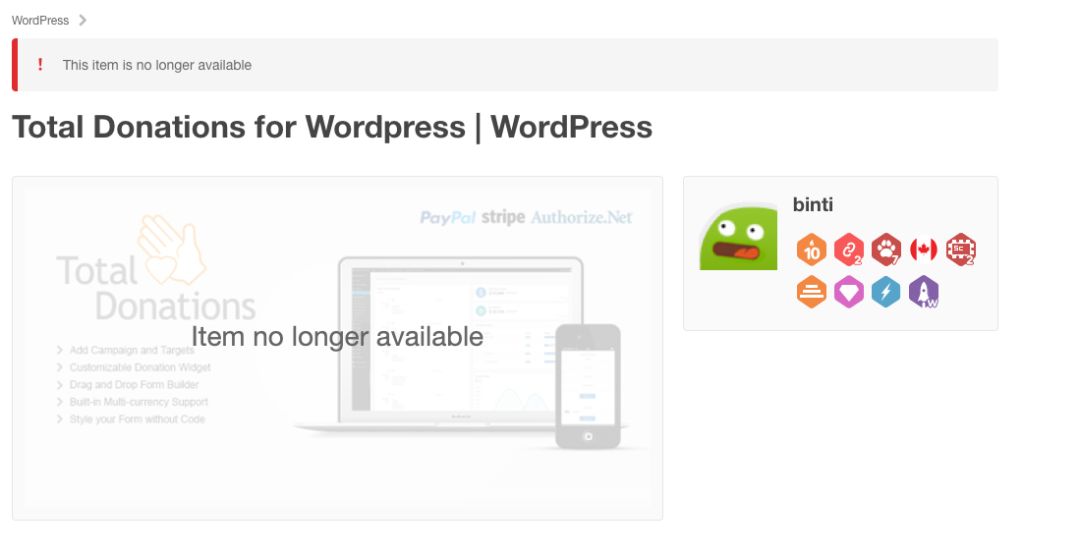 WordPress
! This item is no longer available
Total Donations for Wordpress | WordPress
PayPal stripe Authorize.Net
Total
Donations
Item no longer available
Add Campaign and Targets
Customizable Donation Widget
Drag and Drop Form Builder
Built-in Multi-currency Support
Style your Form without Code
binti
10
2
7
Sc
2
W